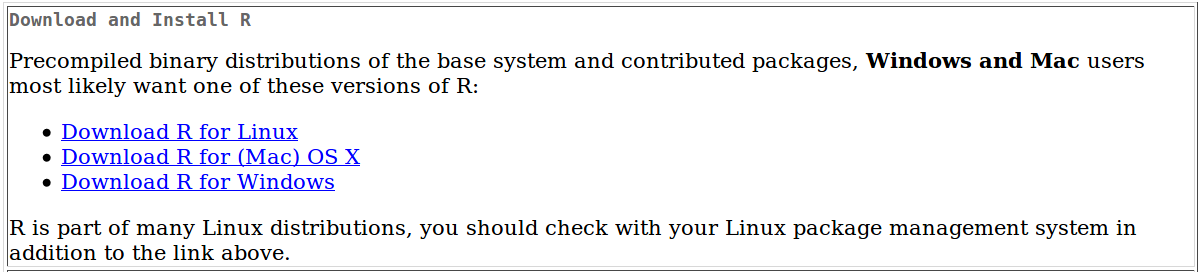 Download and Install R
Precompiled binary distributions of the base system and contributed packages, Windows and Mac users
most likely want one of these versions of R:
• Download R for Linux
• Download R for (Mac) OS X
• Download R for Windows
R is part of many Linux distributions, you should check with your Linux package management system in
addition to the link above.